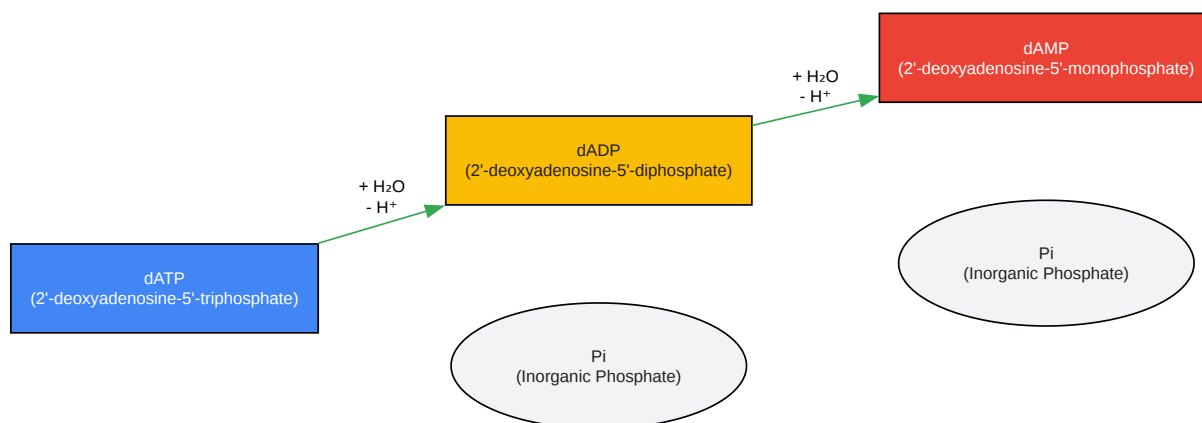 dAMP
(2'-deoxyadenosine-5'-monophosphate)
+ H₂O
- H⁺
dADP
(2'-deoxyadenosine-5'-diphosphate)
+ H₂O
- H⁺
dATP
(2'-deoxyadenosine-5'-triphosphate)
Pi
(Inorganic Phosphate)
Pi
(Inorganic Phosphate)